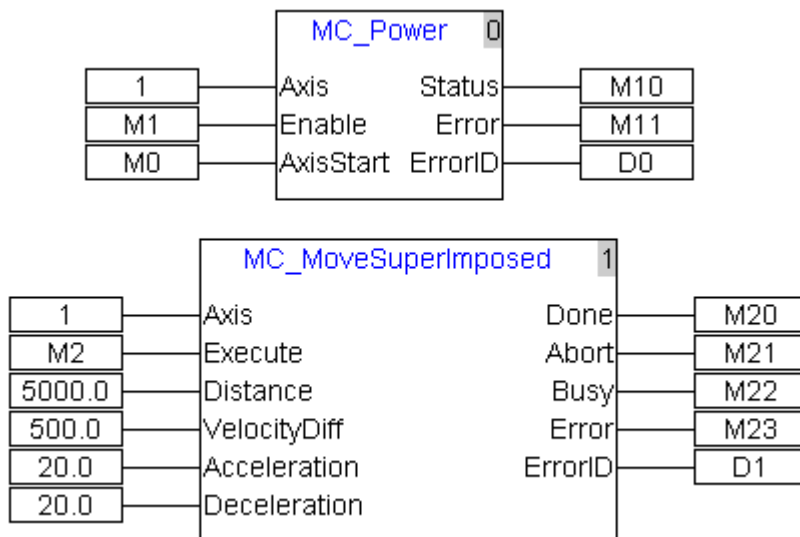 MC_Power 0
1 Axis Status M10
M1 Enable Error M11
M0 AxisStart ErrorID D0
MC_MoveSuperImposed 1
1 Axis Done M20
M2 Execute Abort M21
5000.0 Distance Busy M22
500.0 VelocityDiff Error M23
20.0 Acceleration ErrorID D1
20.0 Deceleration